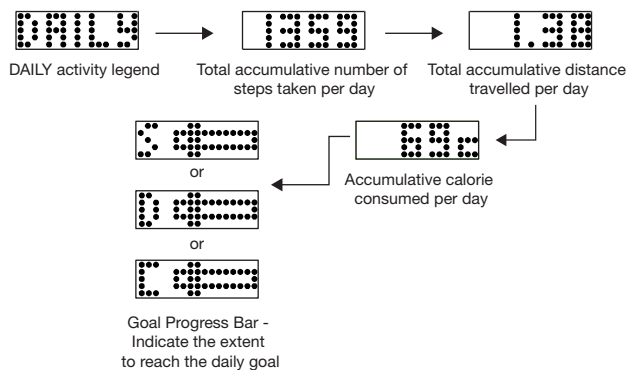 DAILY
1359
1.38
DAILY activity legend
Total accumulative number of
steps taken per day
Total accumulative distance
travelled per day
S
69c
or
Accumulative calorie
consumed per day
D
or
C
Goal Progress Bar -
Indicate the extent
to reach the daily goal